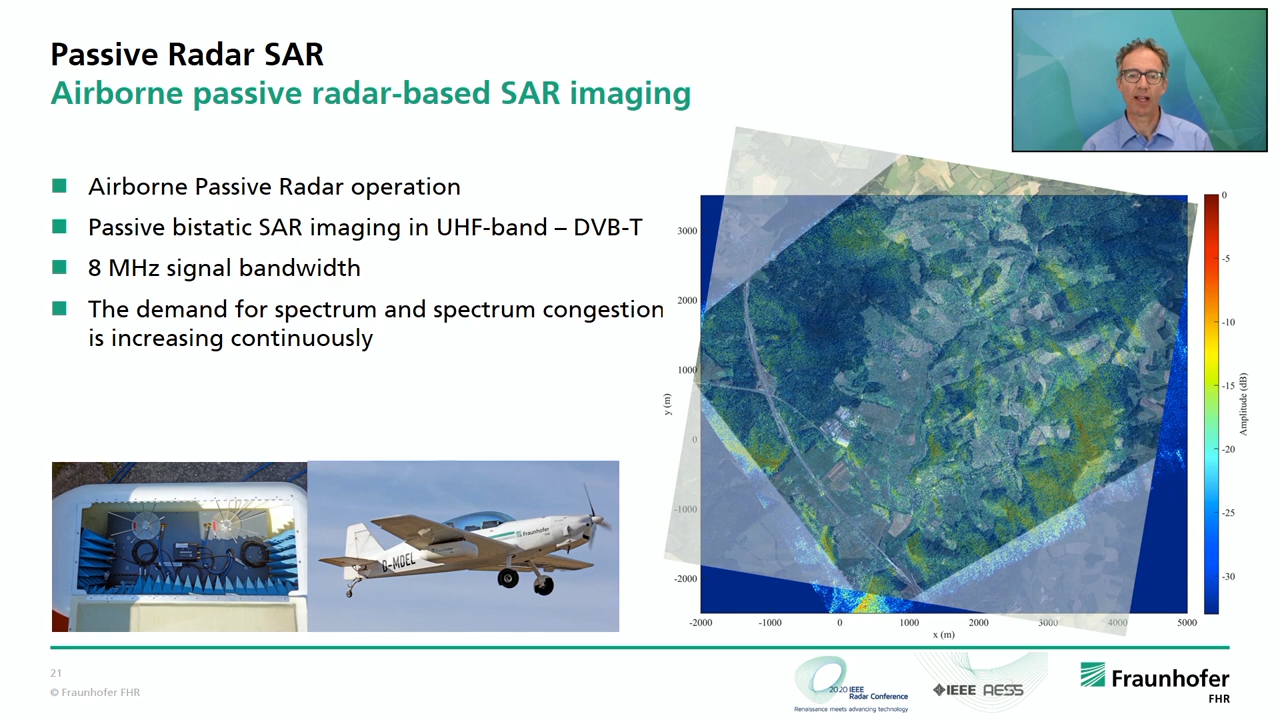 Passive Radar SAR
Airborne passive radar-based SAR imaging
Airborne Passive Radar operation
Passive bistatic SAR imaging in UHF-band – DVB-T
8 MHz signal bandwidth
The demand for spectrum and spectrum congestion
is increasing continuously
Fraunhofer
D-MDEL
y (m)
3000
2000
1000
0
-1000
-2000
-2000 -1000 0 1000 2000 3000 4000 5000
x (m)
0
-5
-10
-15
-20
-25
-30
Amplitude (dB)
21
© Fraunhofer FHR
2020 IEEE
Radar Conference
Renaissance meets advancing technology
IEEE AESS
Fraunhofer
FHR